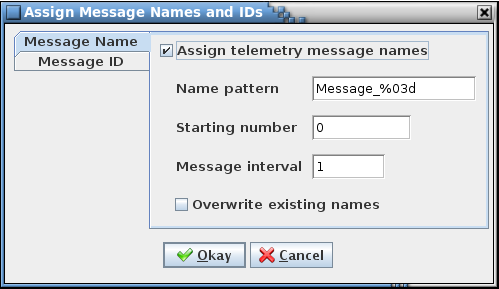 Assign Message Names and IDs
Message Name
Message ID
Assign telemetry message names
Name pattern Message_%03d
Starting number 0
Message interval 1
Overwrite existing names
Okay Cancel